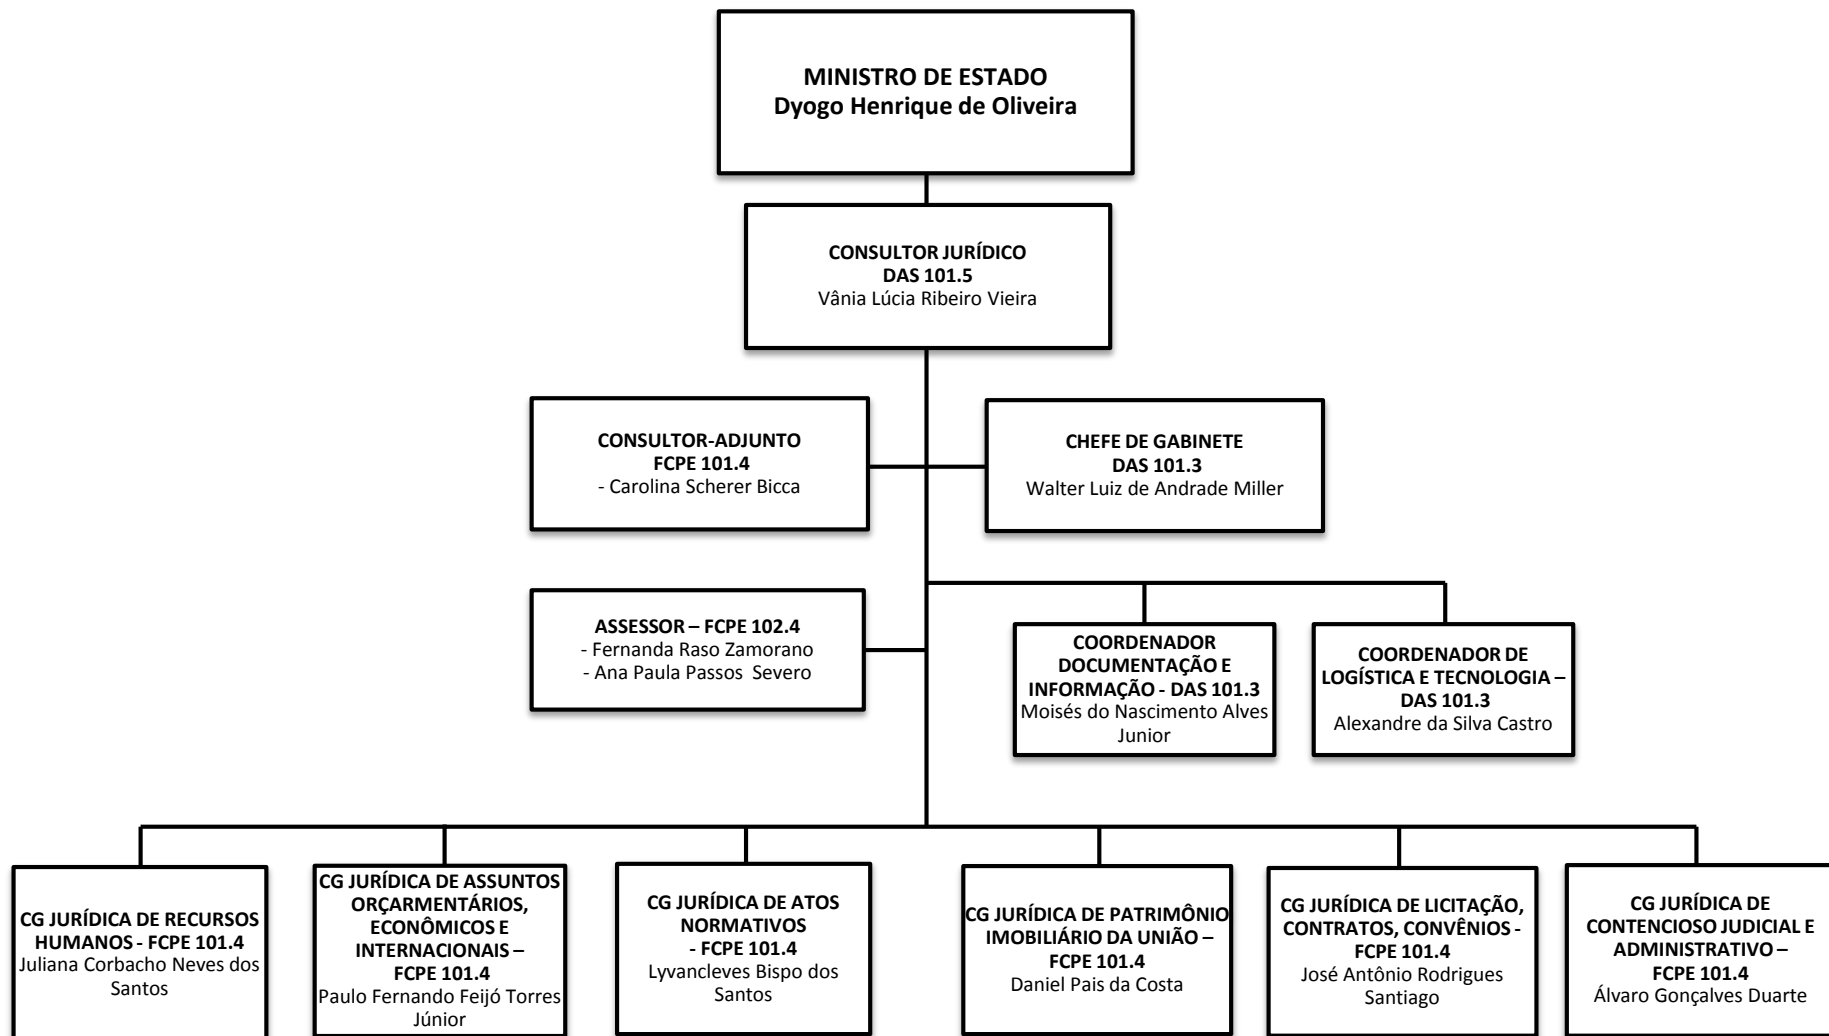 MINISTRO DE ESTADO
Dyogo Henrique de Oliveira
CONSULTOR JURÍDICO
DAS 101.5
Vânia Lúcia Ribeiro Vieira
CONSULTOR-ADJUNTO
FCPE 101.4
- Carolina Scherer Bicca
CHEFE DE GABINETE
DAS 101.3
Walter Luiz de Andrade Miller
ASSESSOR – FCPE 102.4
- Fernanda Raso Zamorano
- Ana Paula Passos  Severo
COORDENADOR
DOCUMENTAÇÃO E
INFORMAÇÃO - DAS 101.3
Moisés do Nascimento Alves
Junior
COORDENADOR DE
LOGÍSTICA E TECNOLOGIA –
DAS 101.3
Alexandre da Silva Castro
CG JURÍDICA DE RECURSOS
HUMANOS - FCPE 101.4
Juliana Corbacho Neves dos
Santos
CG JURÍDICA DE ASSUNTOS
ORÇARMENTÁRIOS,
ECONÔMICOS E
INTERNACIONAIS –
FCPE 101.4
Paulo Fernando Feijó Torres
Júnior
CG JURÍDICA DE ATOS
NORMATIVOS
- FCPE 101.4
Lyvancleves Bispo dos
Santos
CG JURÍDICA DE PATRIMÔNIO
IMOBILIÁRIO DA UNIÃO –
FCPE 101.4
Daniel Pais da Costa
CG JURÍDICA DE LICITAÇÃO,
CONTRATOS, CONVÊNIOS -
FCPE 101.4
José Antônio Rodrigues
Santiago
CG JURÍDICA DE
CONTENCIOSO JUDICIAL E
ADMINISTRATIVO –
FCPE 101.4
Álvaro Gonçalves Duarte